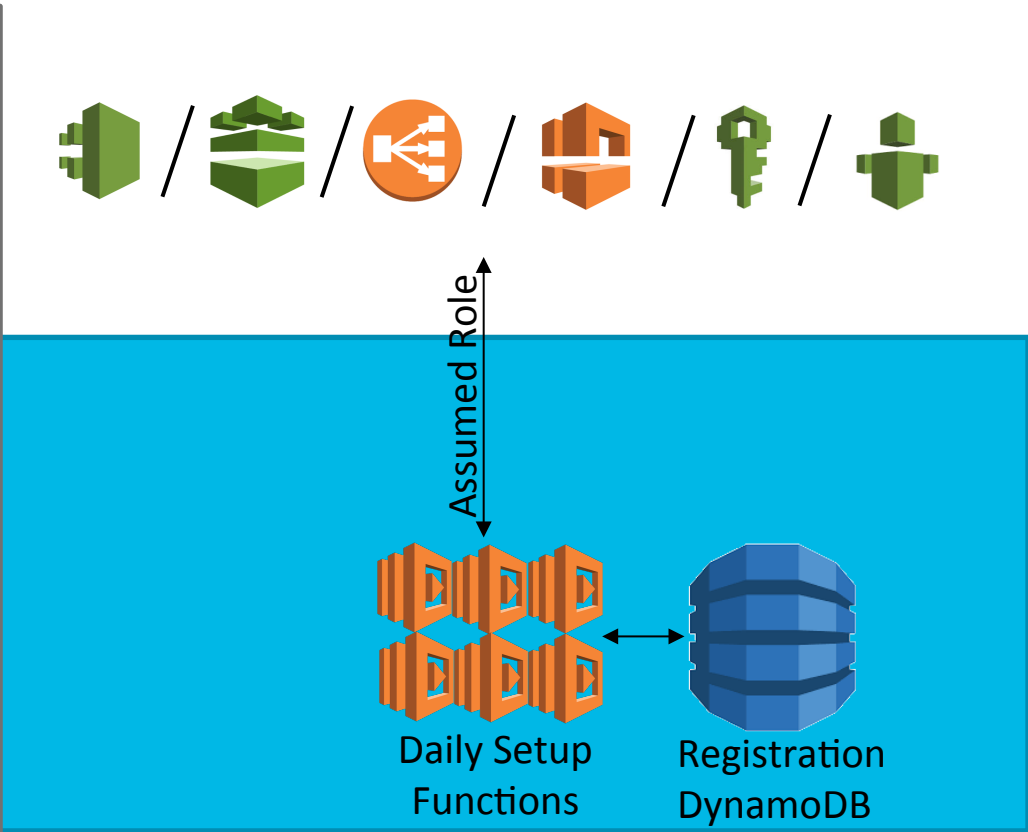 Assumed Role
Daily Setup
Functions
Registration
DynamoDB